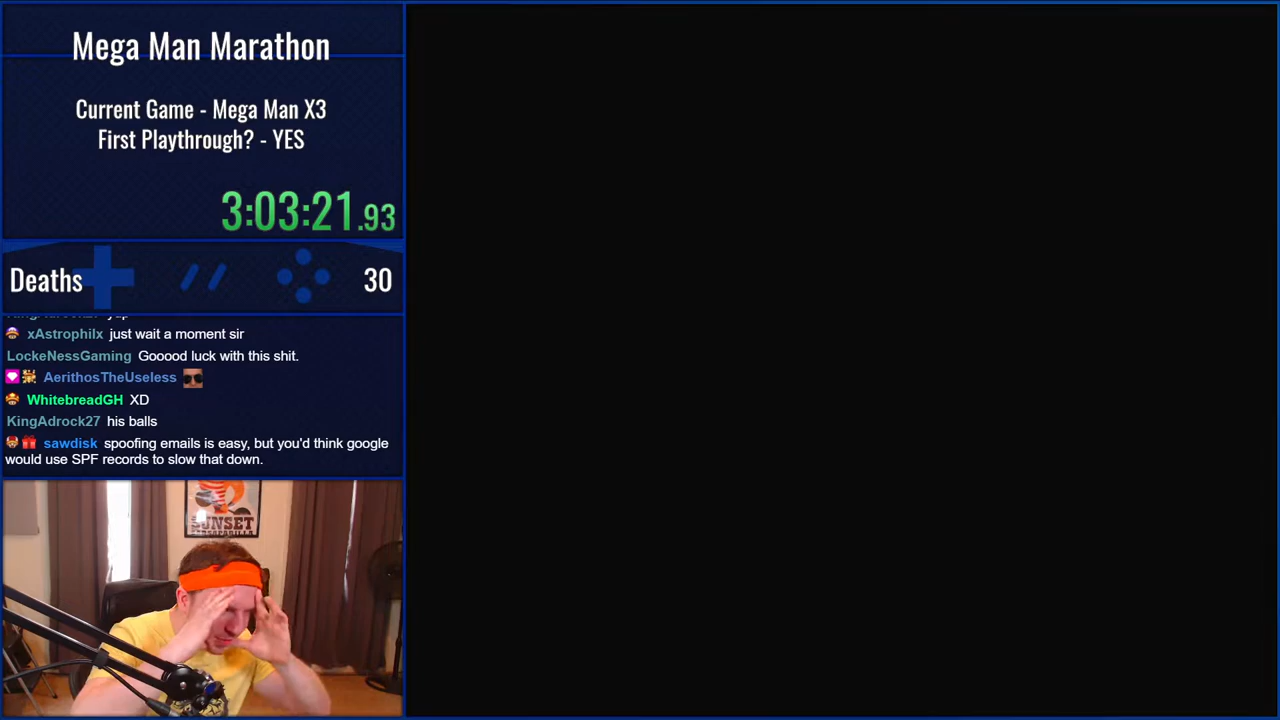 Mega Man Marathon
Current Game - Mega Man X3
First Playthrough? - YES
3:03:21.93
Deaths 30
xAstrophilx just wait a moment sir
LockeNessGaming Gooood luck with this shit.
AerithosTheUseless
WhitebreadGH XD
KingAdrock27 his balls
sawdisk spoofing emails is easy, but you'd think google
would use SPF records to slow that down.
SUNSET